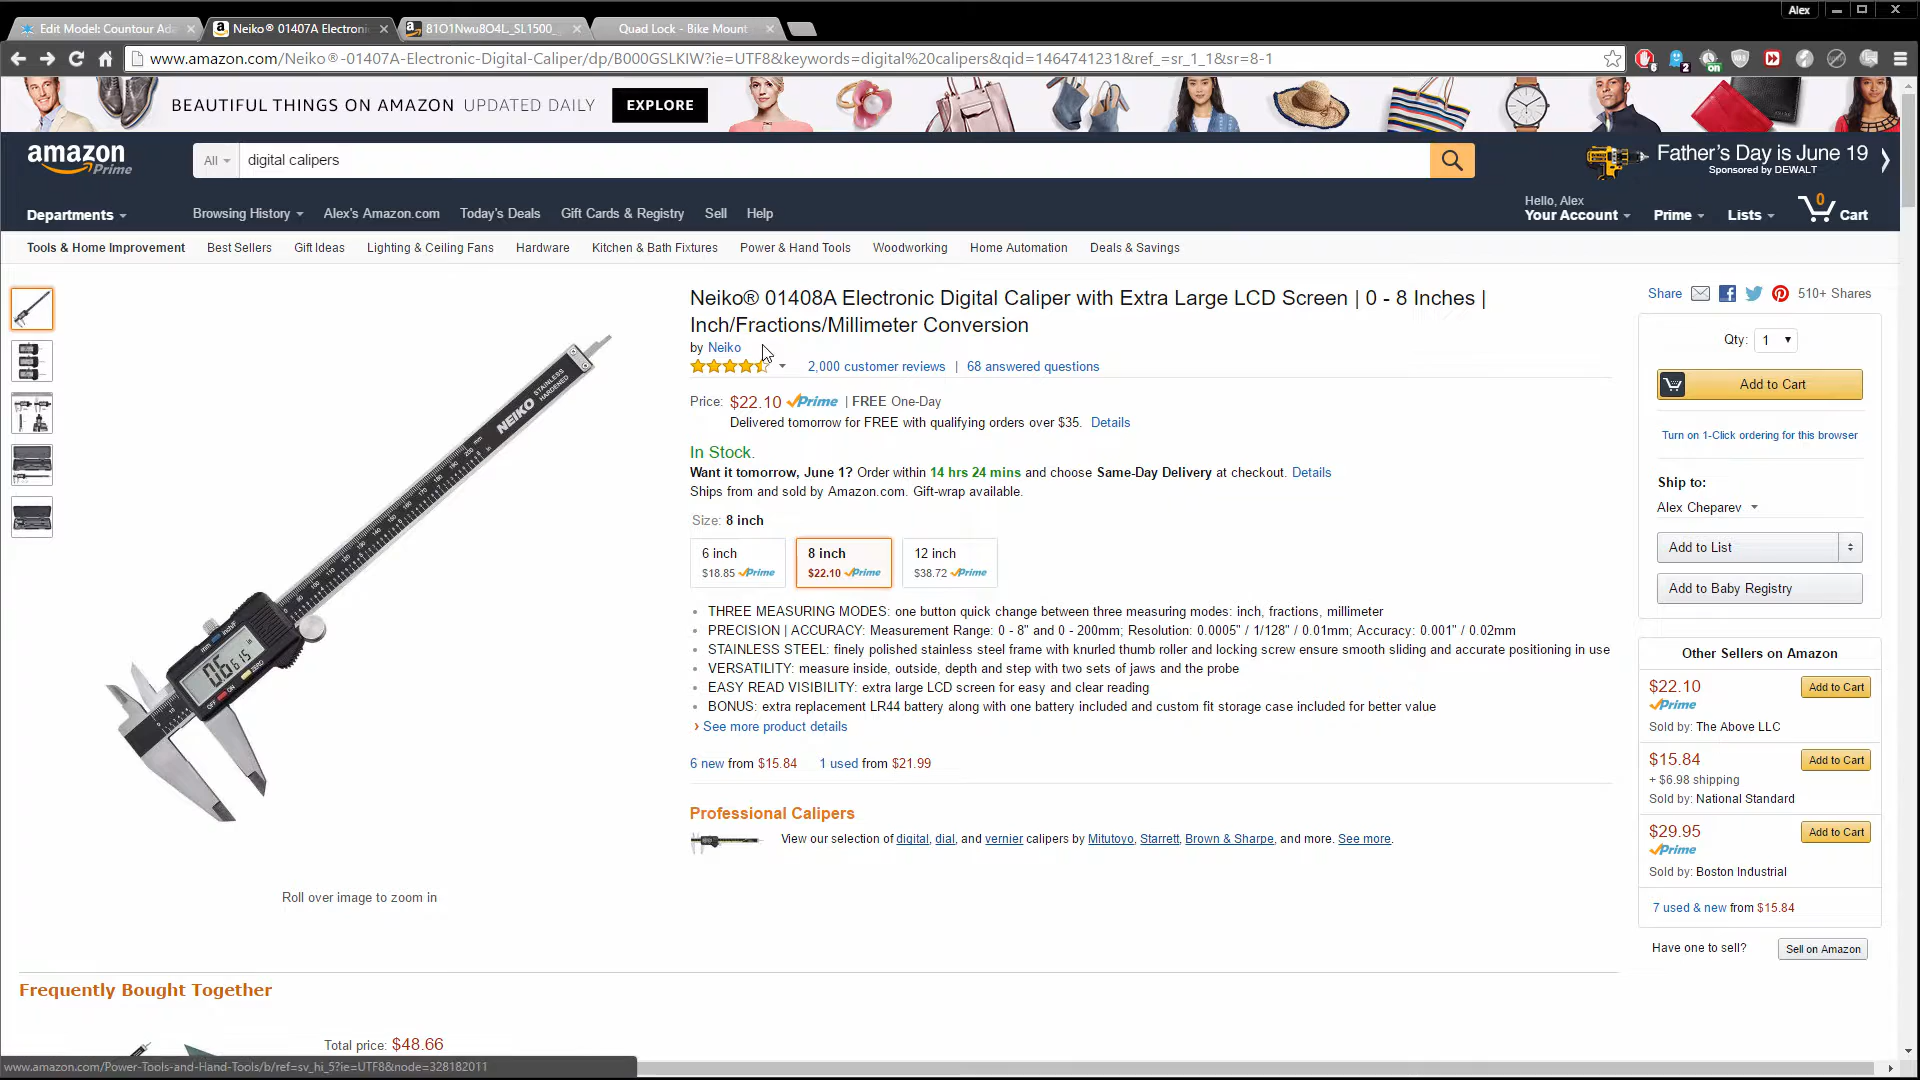 Alex
Edit Model: Countour Ada
Neiko® 01407A Electronic
81O1Nwu8O4L._SL1500_
Quad Lock - Bike Mount
www.amazon.com/Neiko®-01407A-Electronic-Digital-Caliper/dp/B000GSLKIW?ie=UTF8&keywords=digital%20calipers&qid=1464741231&ref_=sr_1_1&sr=8-1
BEAUTIFUL THINGS ON AMAZON UPDATED DAILY EXPLORE
amazon Prime
All
digital calipers
Father's Day is June 19
Sponsored by DEWALT
Departments
Browsing History
Alex's Amazon.com
Today's Deals
Gift Cards & Registry
Sell
Help
Hello, Alex
Your Account
Prime
Lists
0
Cart
Tools & Home Improvement
Best Sellers
Gift Ideas
Lighting & Ceiling Fans
Hardware
Kitchen & Bath Fixtures
Power & Hand Tools
Woodworking
Home Automation
Deals & Savings
NEIKO
STAINLESS
HARDENED
Roll over image to zoom in
Neiko® 01408A Electronic Digital Caliper with Extra Large LCD Screen | 0 - 8 Inches |
Inch/Fractions/Millimeter Conversion
by Neiko
2,000 customer reviews | 68 answered questions
Price: $22.10 Prime | FREE One-Day
Delivered tomorrow for FREE with qualifying orders over $35. Details
In Stock.
Want it tomorrow, June 1? Order within 14 hrs 24 mins and choose Same-Day Delivery at checkout. Details
Ships from and sold by Amazon.com. Gift-wrap available.
Size: 8 inch
6 inch
$18.85 Prime
8 inch
$22.10 Prime
12 inch
$38.72 Prime
• THREE MEASURING MODES: one button quick change between three measuring modes: inch, fractions, millimeter
• PRECISION | ACCURACY: Measurement Range: 0 - 8” and 0 - 200mm; Resolution: 0.0005” / 1/128” / 0.01mm; Accuracy: 0.001” / 0.02mm
• STAINLESS STEEL: finely polished stainless steel frame with knurled thumb roller and locking screw ensure smooth sliding and accurate positioning in use
• VERSATILITY: measure inside, outside, depth and step with two sets of jaws and the probe
• EASY READ VISIBILITY: extra large LCD screen for easy and clear reading
• BONUS: extra replacement LR44 battery along with one battery included and custom fit storage case included for better value
› See more product details
6 new from $15.84 1 used from $21.99
Professional Calipers
View our selection of digital, dial, and vernier calipers by Mitutoyo, Starrett, Brown & Sharpe, and more. See more.
Share
510+ Shares
Qty: 1
Add to Cart
Turn on 1-Click ordering for this browser
Ship to:
Alex Cheparev
Add to List
Add to Baby Registry
Other Sellers on Amazon
$22.10
Add to Cart
Prime
Sold by: The Above LLC
$15.84
Add to Cart
+ $6.98 shipping
Sold by: National Standard
$29.95
Add to Cart
Prime
Sold by: Boston Industrial
7 used & new from $15.84
Have one to sell?
Sell on Amazon
Frequently Bought Together
Total price: $48.66
www.amazon.com/Power-Tools-and-Hand-Tools/b/ref=sv_hi_5?ie=UTF8&node=328182011